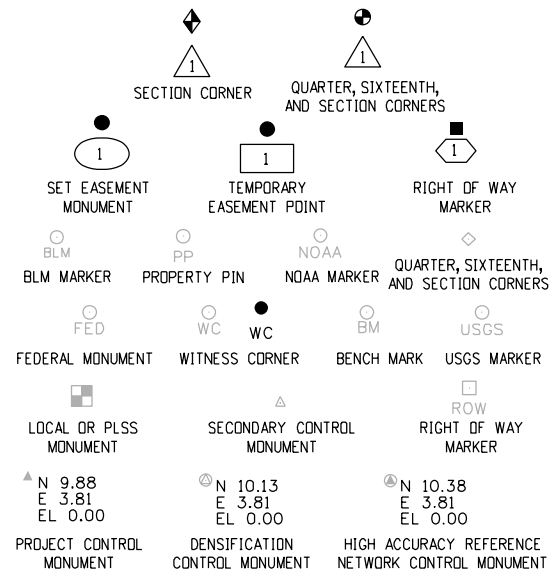 1 1
SECTION CORNER
QUARTER, SIXTEENTH,
AND SECTION CORNERS
1 1 1
SET EASEMENT
MONUMENT
TEMPORARY
EASEMENT POINT
RIGHT OF WAY
MARKER
BLM
BLM MARKER
PP
PROPERTY PIN
NOAA
NOAA MARKER
QUARTER, SIXTEENTH,
AND SECTION CORNERS
FED
FEDERAL MONUMENT
WC WC
WITNESS CORNER
BM
BENCH MARK
USGS
USGS MARKER
LOCAL OR PLSS
MONUMENT
SECONDARY CONTROL
MONUMENT
ROW
RIGHT OF WAY
MARKER
N 9.88
E 3.81
EL 0.00
PROJECT CONTROL
MONUMENT
N 10.13
E 3.81
EL 0.00
DENSIFICATION
CONTROL MONUMENT
N 10.38
E 3.81
EL 0.00
HIGH ACCURACY REFERENCE
NETWORK CONTROL MONUMENT